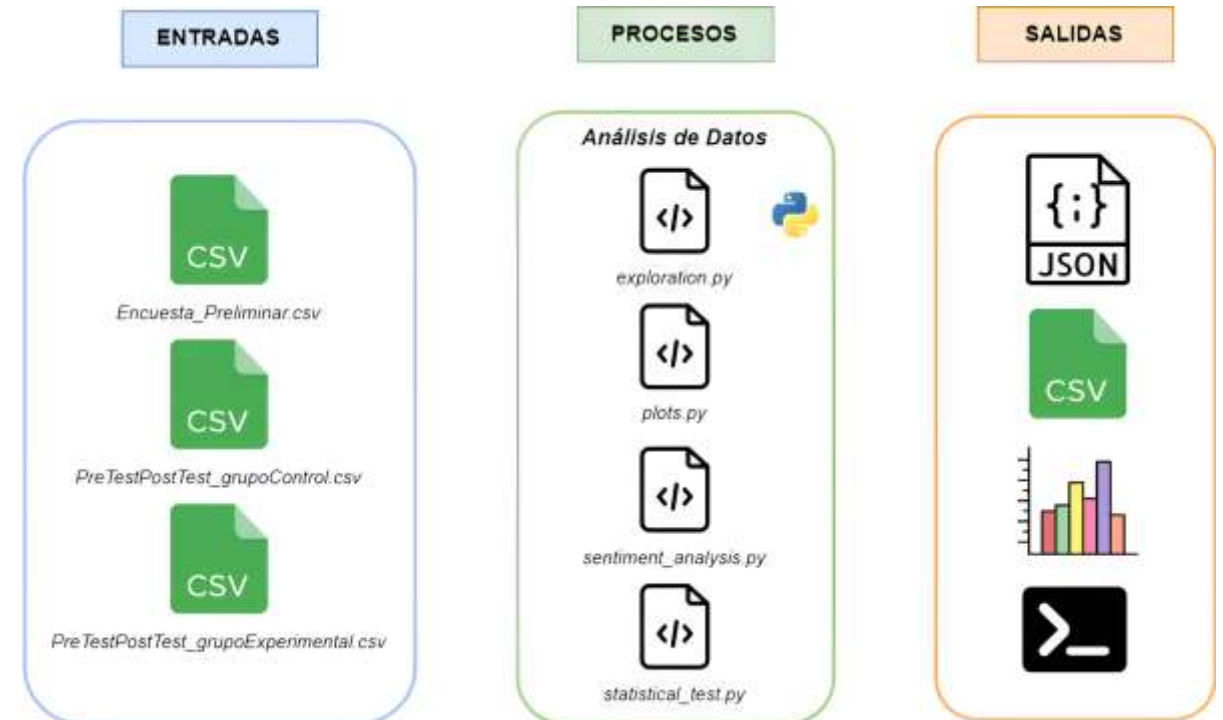 ENTRADAS
PROCESOS
SALIDAS
CSV
Encuesta_Preliminar.csv
CSV
PreTestPostTest_grupoControl.csv
CSV
PreTestPostTest_grupoExperimental.csv
Análisis de Datos
</>
exploration.py
</>
plots.py
</>
sentiment_analysis.py
</>
statistical_test.py
{;}
JSON
CSV
>_